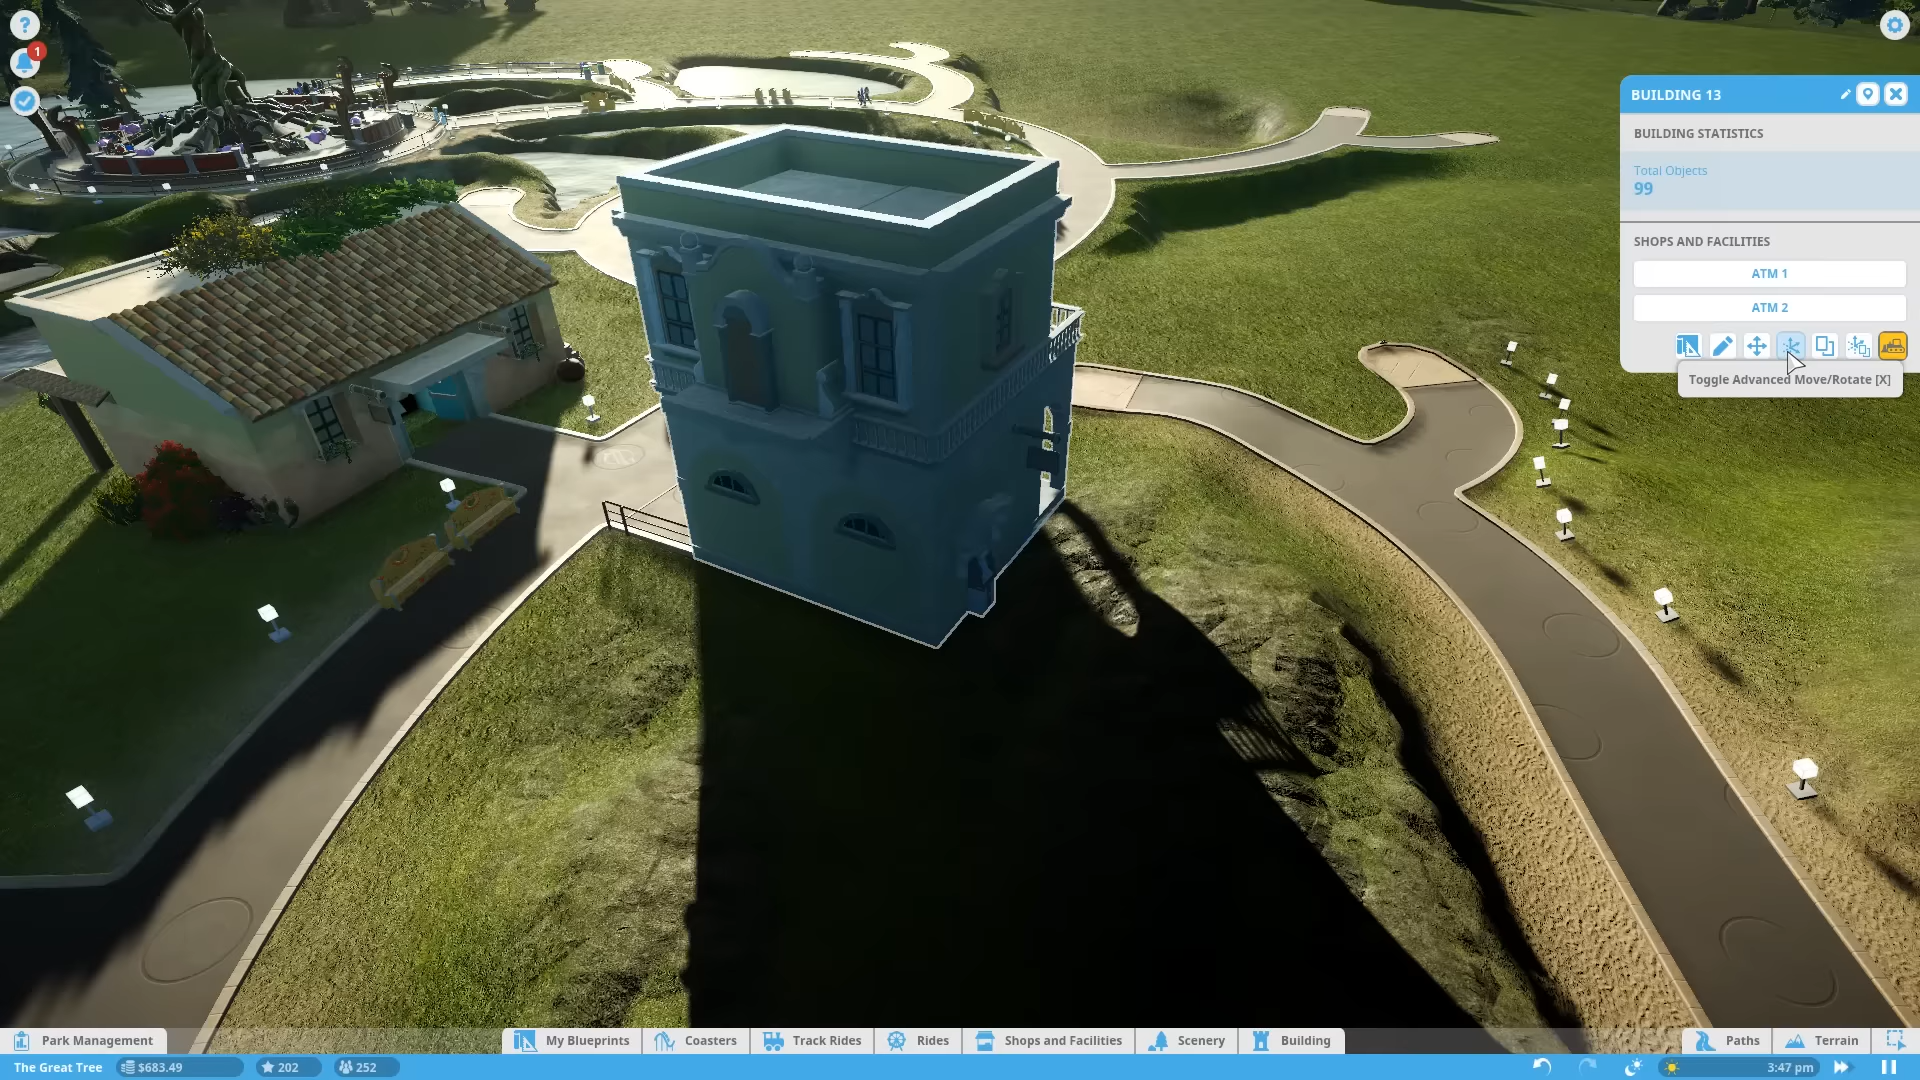 ?
1
BUILDING 13
BUILDING STATISTICS
Total Objects
99
SHOPS AND FACILITIES
ATM 1
ATM 2
Toggle Advanced Move/Rotate [X]
Park Management
My Blueprints
Coasters
Track Rides
Rides
Shops and Facilities
Scenery
Building
Paths
Terrain
The Great Tree
$683.49
202
252
3:47 pm